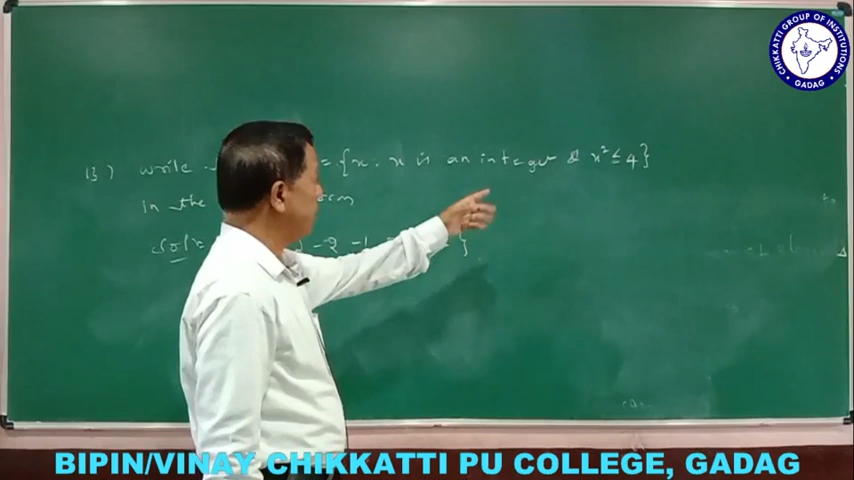 CHIKKATTI GROUP OF INSTITUTIONS
GADAG
13) write = {x : x is an integer & x² ≤ 4}
in the
Soln -2, -1, }
BIPIN/VINAY CHIKKATTI PU COLLEGE, GADAG